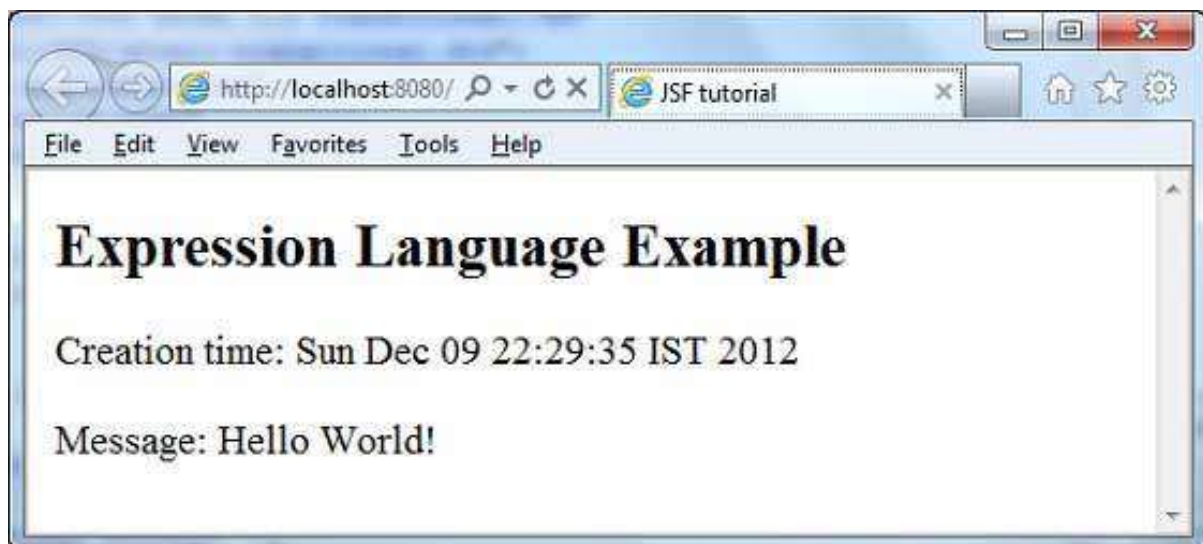 http://localhost:8080/
JSF tutorial
File Edit View Favorites Tools Help
Expression Language Example
Creation time: Sun Dec 09 22:29:35 IST 2012
Message: Hello World!